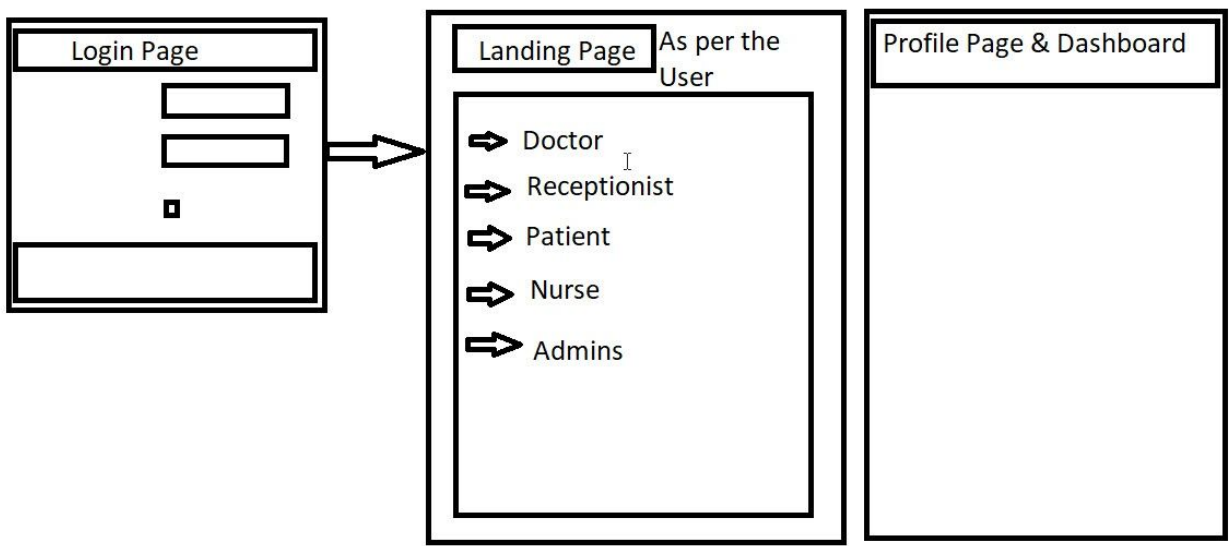 Login Page
Landing Page
As per the
User
Doctor
Receptionist
Patient
Nurse
Admins
Profile Page & Dashboard